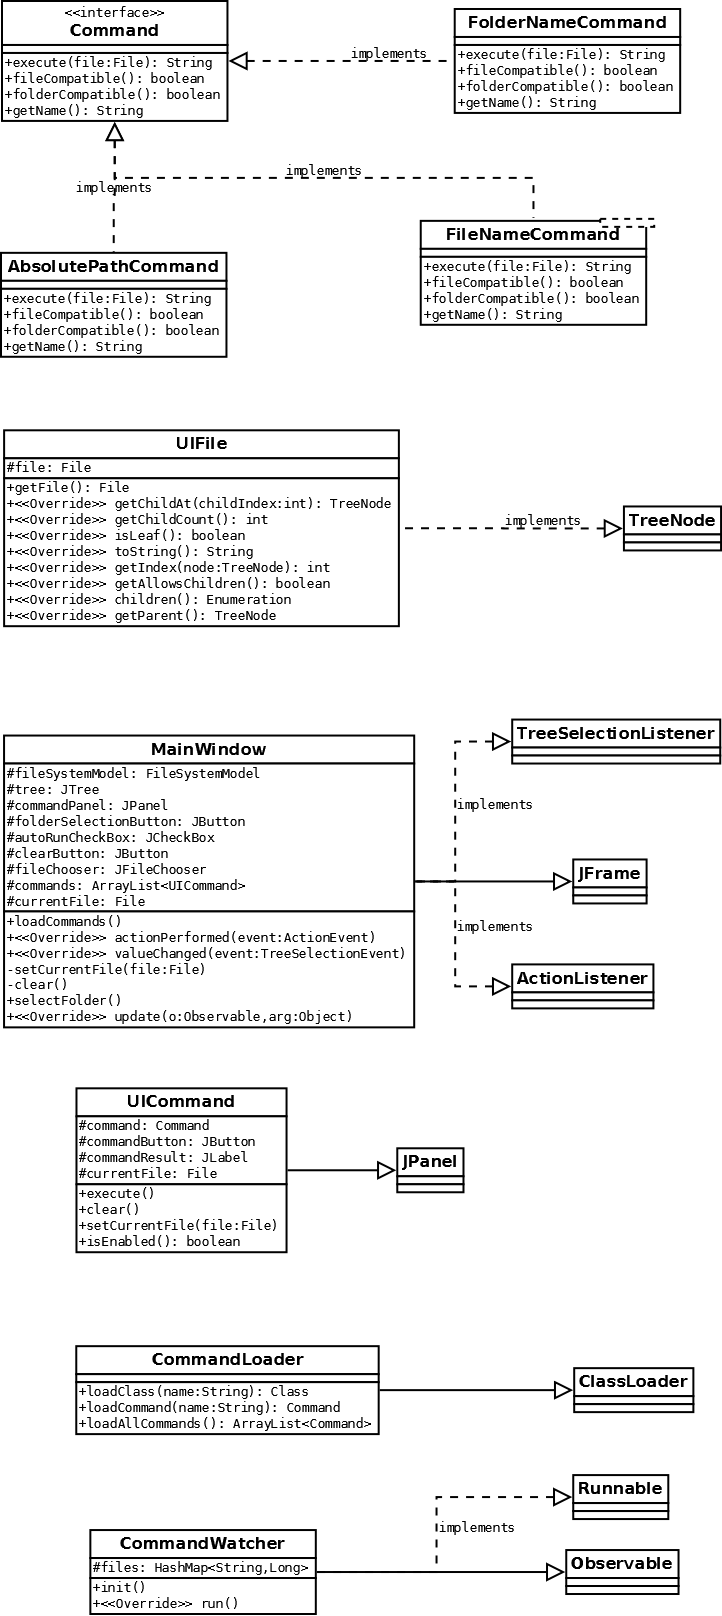 <<interface>>
Command
+execute(file:File): String
+fileCompatible(): boolean
+folderCompatible(): boolean
+getName(): String
implements
FolderNameCommand
+execute(file:File): String
+fileCompatible(): boolean
+folderCompatible(): boolean
+getName(): String
implements
implements
AbsolutePathCommand
+execute(file:File): String
+fileCompatible(): boolean
+folderCompatible(): boolean
+getName(): String
FileNameCommand
+execute(file:File): String
+fileCompatible(): boolean
+folderCompatible(): boolean
+getName(): String
UIFile
#file: File
+getFile(): File
+<<Override>> getChildAt(childIndex:int): TreeNode
+<<Override>> getChildCount(): int
+<<Override>> isLeaf(): boolean
+<<Override>> toString(): String
+<<Override>> getIndex(node:TreeNode): int
+<<Override>> getAllowsChildren(): boolean
+<<Override>> children(): Enumeration
+<<Override>> getParent(): TreeNode
implements
TreeNode
MainWindow
#fileSystemModel: FileSystemModel
#tree: JTree
#commandPanel: JPanel
#folderSelectionButton: JButton
#autoRunCheckBox: JCheckBox
#clearButton: JButton
#fileChooser: JFileChooser
#commands: ArrayList<UICommand>
#currentFile: File
+loadCommands()
+<<Override>> actionPerformed(event:ActionEvent)
+<<Override>> valueChanged(event:TreeSelectionEvent)
-setCurrentFile(file:File)
-clear()
+selectFolder()
+<<Override>> update(o:Observable,arg:Object)
TreeSelectionListener
implements
JFrame
implements
ActionListener
UICommand
#command: Command
#commandButton: JButton
#commandResult: JLabel
#currentFile: File
+execute()
+clear()
+setCurrentFile(file:File)
+isEnabled(): boolean
JPanel
CommandLoader
+loadClass(name:String): Class
+loadCommand(name:String): Command
+loadAllCommands(): ArrayList<Command>
ClassLoader
CommandWatcher
#files: HashMap<String,Long>
+init()
+<<Override>> run()
Runnable
implements
Observable